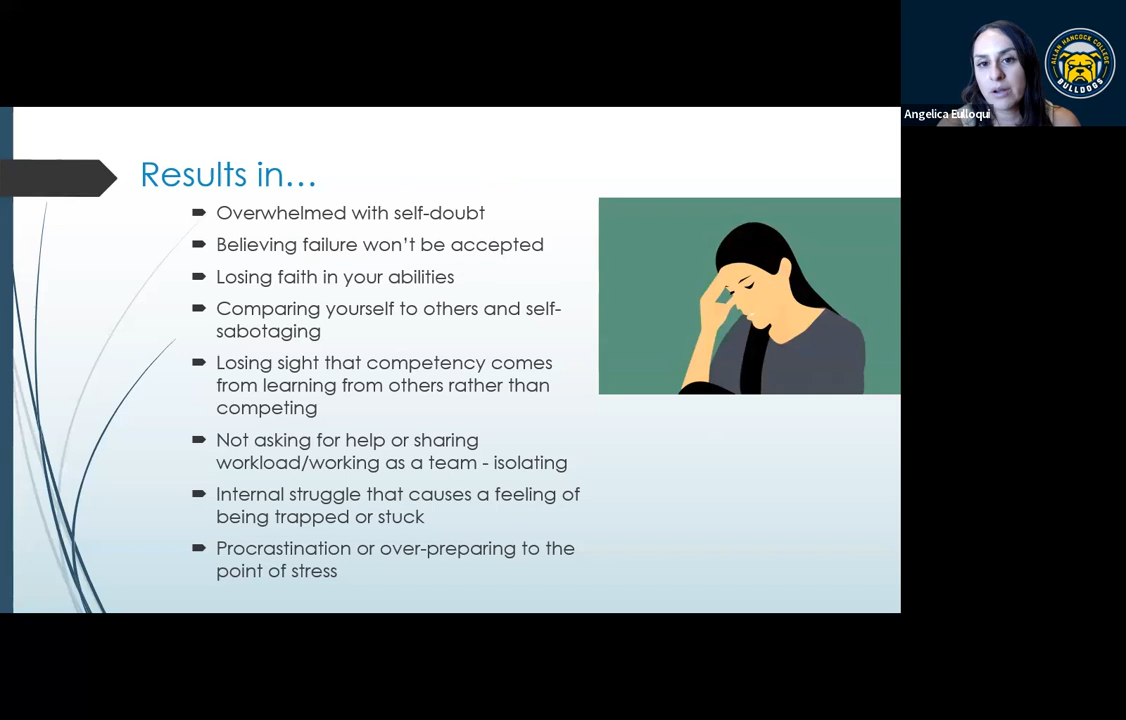 ALLAN HANCOCK COLLEGE
BULLDOGS
Angelica Eulloqui
Results in…
Overwhelmed with self-doubt
Believing failure won’t be accepted
Losing faith in your abilities
Comparing yourself to others and self-
sabotaging
Losing sight that competency comes
from learning from others rather than
competing
Not asking for help or sharing
workload/working as a team - isolating
Internal struggle that causes a feeling of
being trapped or stuck
Procrastination or over-preparing to the
point of stress